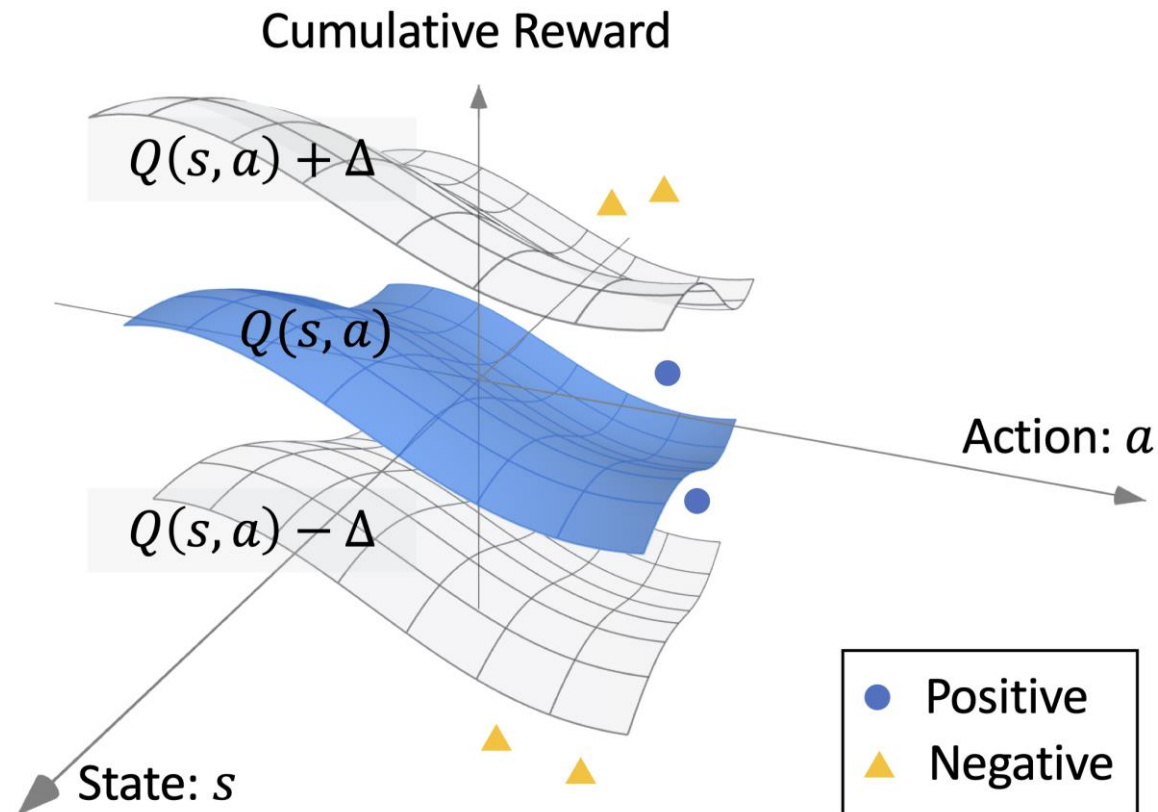 Cumulative Reward
Q(s, a) + Δ
Q(s, a)
Action: a
Q(s, a) − Δ
Positive
Negative
State: s